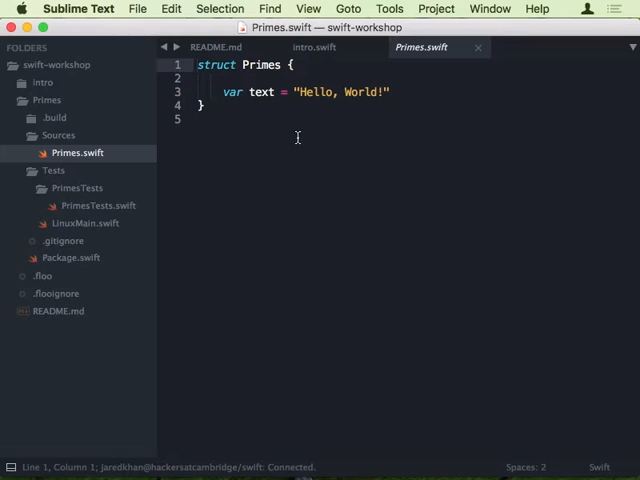 Sublime Text File Edit Selection Find View Goto Tools Project Window Help
Primes.swift — swift-workshop
FOLDERS
swift-workshop
Intro
Primes
.build
Sources
Primes.swift
Tests
PrimesTests
PrimesTests.swift
LinuxMain.swift
.gitignore
Package.swift
.floo
.flooignore
README.md
README.md intro.swift Primes.swift
1 struct Primes {
2
3 var text = "Hello, World!"
4 }
5
Line 1, Column 1; Jaredkhan@hackersatcambridge/swift: Connected. Spaces: 2 Swift